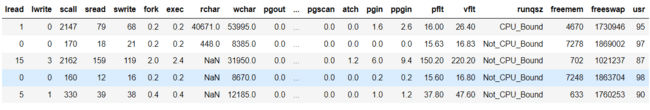 lread lwrite scall sread swrite fork exec rchar wchar pgout ... pgscan atch pgin ppgin pflt vflt runqsz freemem freeswap usr
1 0 2147 79 68 0.2 0.2 40671.0 53995.0 0.0 ... 0.0 0.0 1.6 2.6 16.00 26.40 CPU_Bound 4670 1730946 95
0 0 170 18 21 0.2 0.2 448.0 8385.0 0.0 ... 0.0 0.0 0.0 0.0 15.63 16.83 Not_CPU_Bound 7278 1869002 97
15 3 2162 159 119 2.0 2.4 NaN 31950.0 0.0 ... 0.0 1.2 6.0 9.4 150.20 220.20 Not_CPU_Bound 702 1021237 87
0 0 160 12 16 0.2 0.2 NaN 8670.0 0.0 ... 0.0 0.0 0.2 0.2 15.60 16.80 Not_CPU_Bound 7248 1863704 98
5 1 330 39 38 0.4 0.4 NaN 12185.0 0.0 ... 0.0 0.0 1.0 1.2 37.80 47.60 Not_CPU_Bound 633 1760253 90